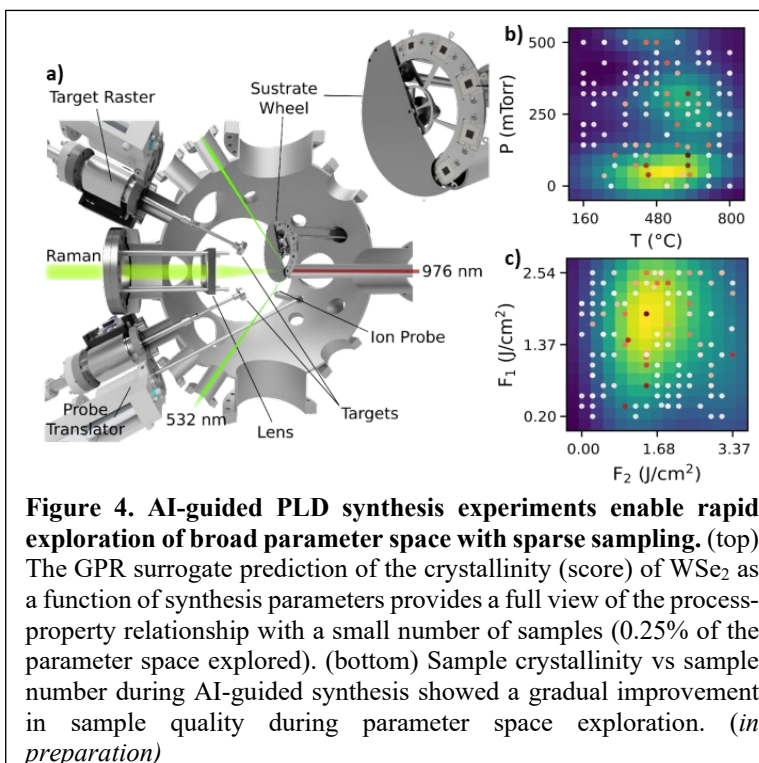 a)
Target Raster
Sustrate
Wheel
Raman
976 nm
Ion Probe
Probe
Translator
532 nm
Lens
Targets
b)
500
250
0
P (mTorr)
160 480 800
T (°C)
c)
2.54
1.37
0.20
F₁ (J/cm²)
0.00 1.68 3.37
F₂ (J/cm²)
Figure 4. AI-guided PLD synthesis experiments enable rapid
exploration of broad parameter space with sparse sampling. (top)
The GPR surrogate prediction of the crystallinity (score) of WSe₂ as
a function of synthesis parameters provides a full view of the process-
property relationship with a small number of samples (0.25% of the
parameter space explored). (bottom) Sample crystallinity vs sample
number during AI-guided synthesis showed a gradual improvement
in sample quality during parameter space exploration. (in
preparation)